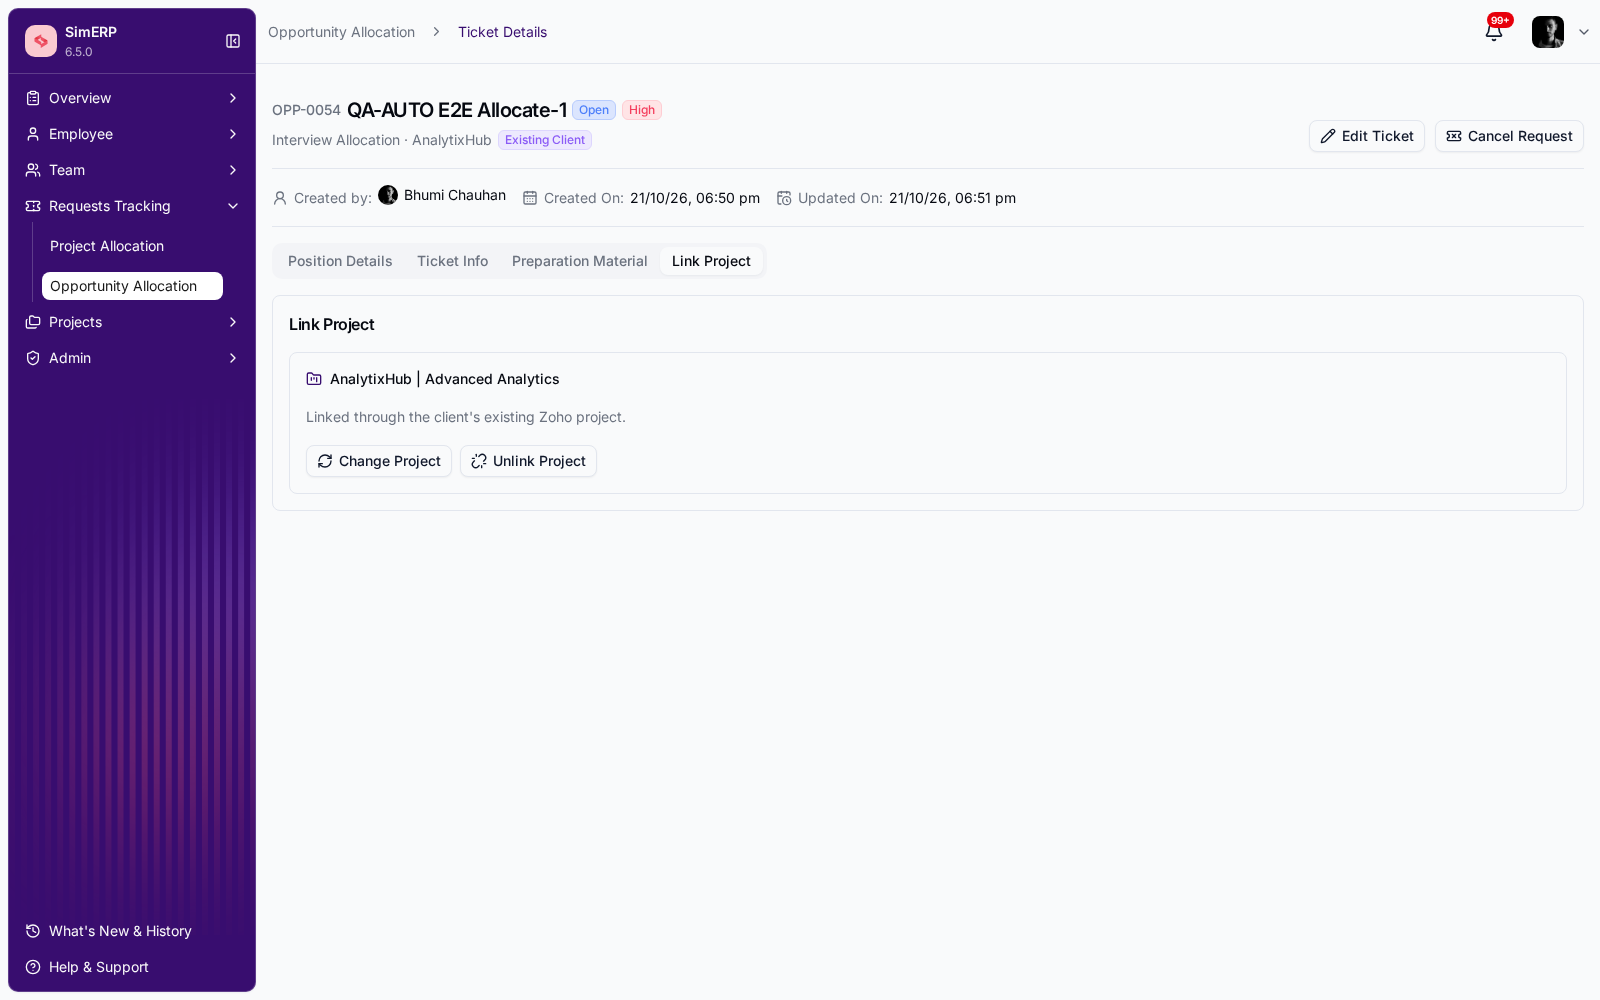 SimERP
6.5.0
Overview
Employee
Team
Requests Tracking
Project Allocation
Opportunity Allocation
Projects
Admin
What's New & History
Help & Support
Opportunity Allocation > Ticket Details
99+
OPP-0054 QA-AUTO E2E Allocate-1 Open High
Interview Allocation · AnalytixHub Existing Client
Edit Ticket Cancel Request
Created by: Bhumi Chauhan Created On: 21/10/26, 06:50 pm Updated On: 21/10/26, 06:51 pm
Position Details Ticket Info Preparation Material Link Project
Link Project
AnalytixHub | Advanced Analytics
Linked through the client's existing Zoho project.
Change Project Unlink Project